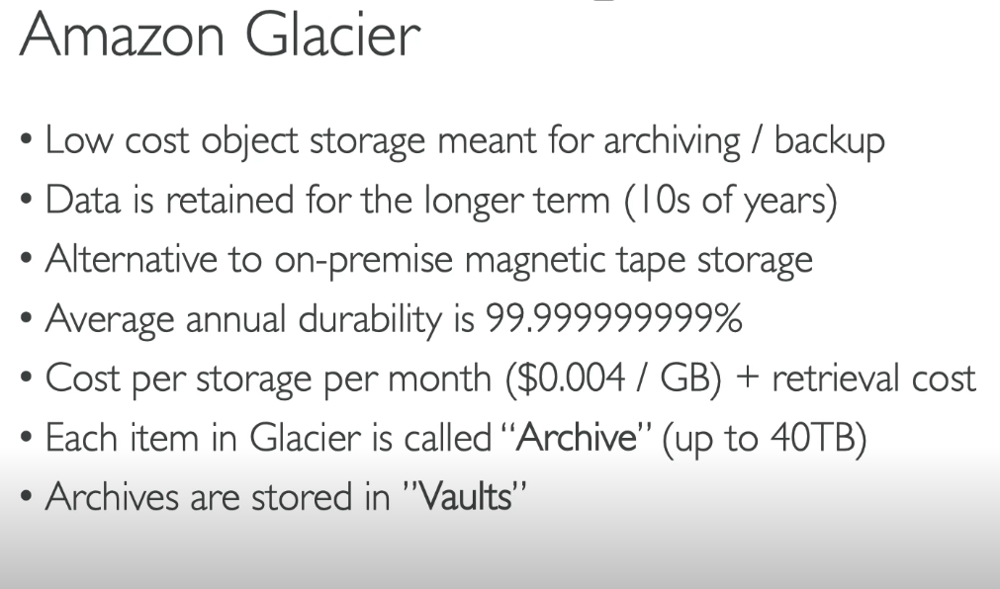 Amazon Glacier
• Low cost object storage meant for archiving / backup
• Data is retained for the longer term (10s of years)
• Alternative to on-premise magnetic tape storage
• Average annual durability is 99.999999999%
• Cost per storage per month ($0.004 / GB) + retrieval cost
• Each item in Glacier is called “Archive” (up to 40TB)
• Archives are stored in ”Vaults”